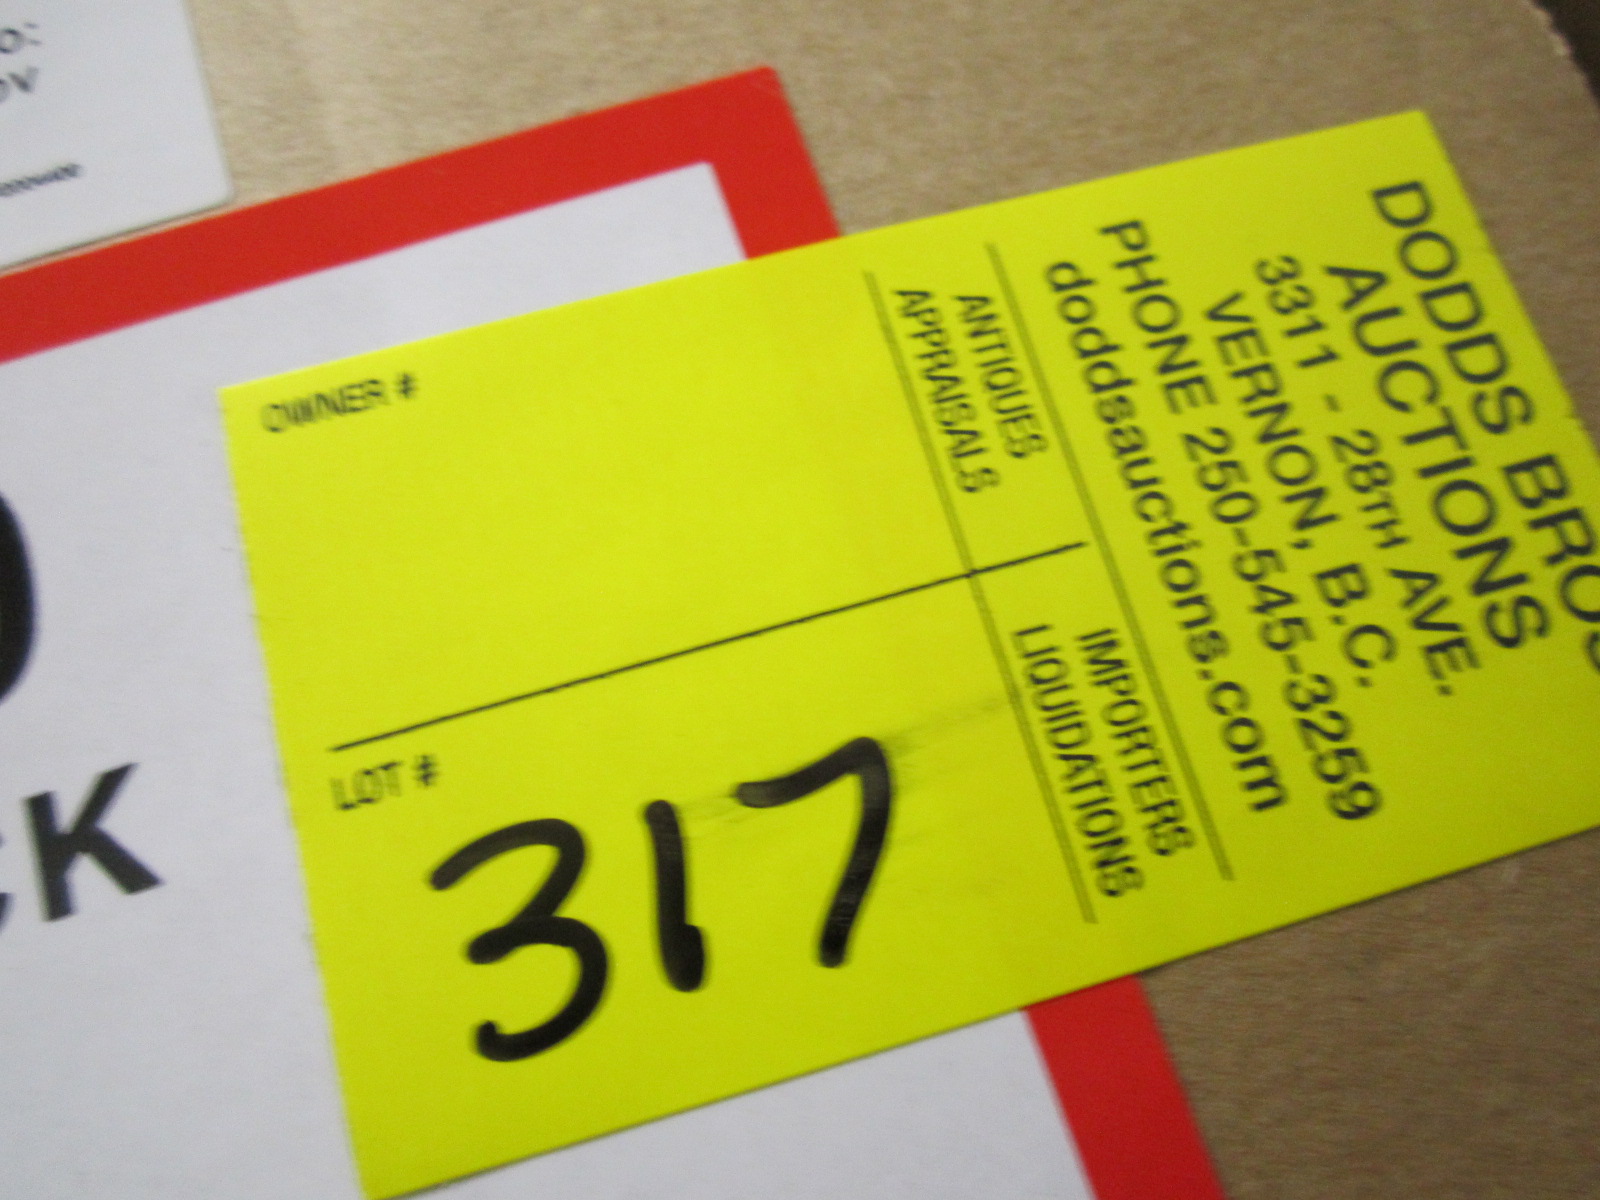 DODDS BROS
AUCTIONS
3311 - 28TH AVE.
VERNON, B.C.
PHONE 250-545-3259
doddsauctions.com
ANTIQUES
APPRAISALS
IMPORTERS
LIQUIDATIONS
OWNER #
LOT #
317